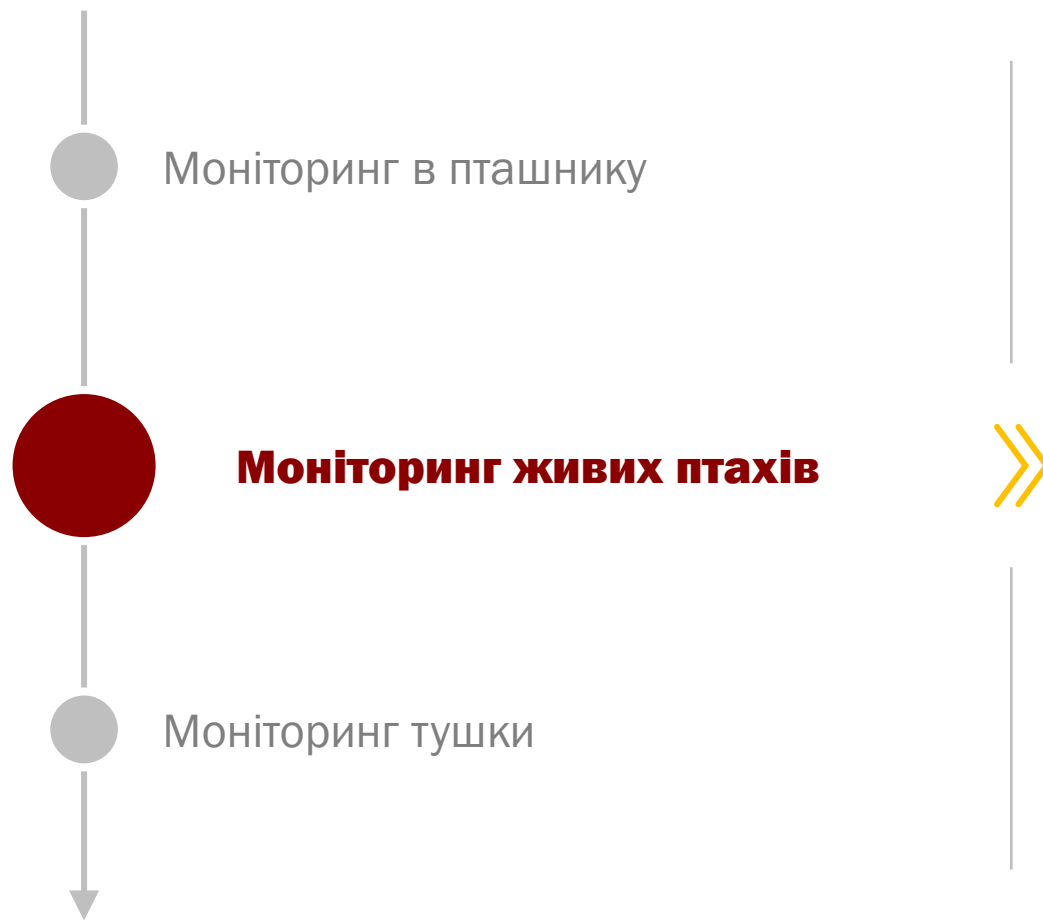 Моніторинг в пташнику
Моніторинг живих птахів
Моніторинг тушки